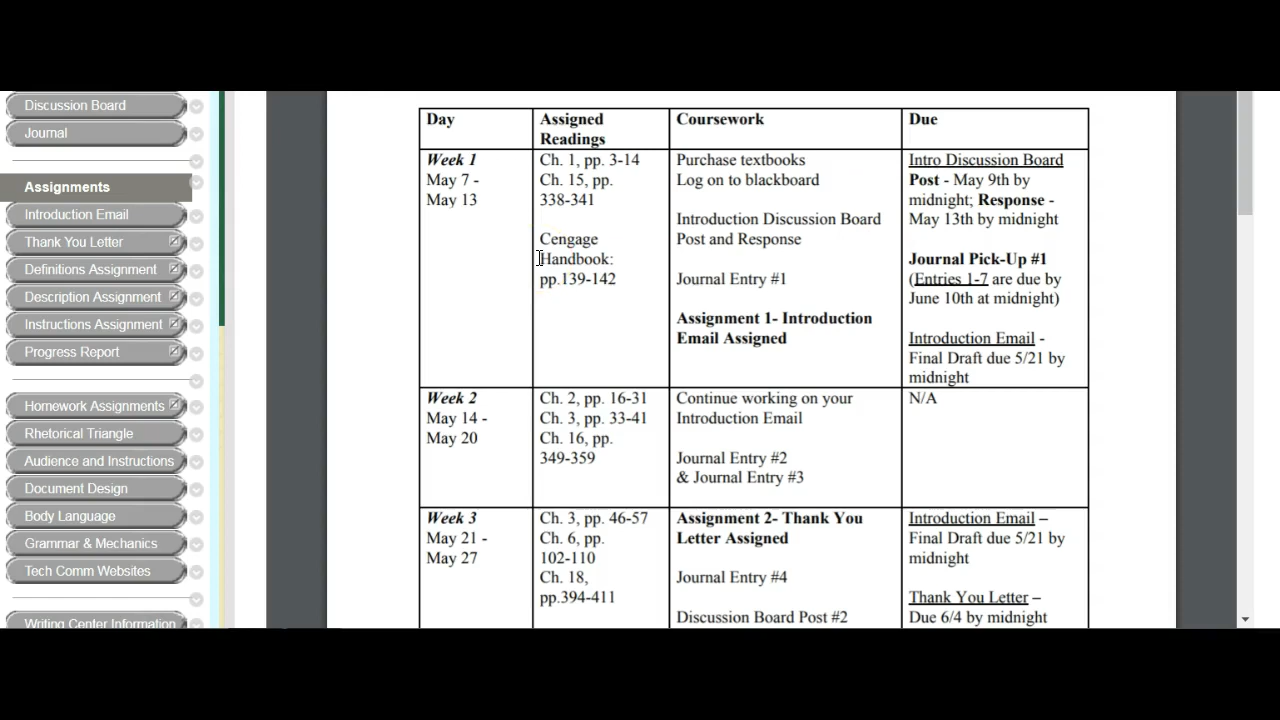 Discussion Board
Journal
Assignments
Introduction Email
Thank You Letter
Definitions Assignment
Description Assignment
Instructions Assignment
Progress Report
Homework Assignments
Rhetorical Triangle
Audience and Instructions
Document Design
Body Language
Grammar & Mechanics
Tech Comm Websites
Writing Center Information
Day
Assigned
Readings
Coursework
Due
Week 1
May 7 -
May 13
Ch. 1, pp. 3-14
Ch. 15, pp.
338-341
Cengage
Handbook:
pp.139-142
Purchase textbooks
Log on to blackboard
Introduction Discussion Board
Post and Response
Journal Entry #1
Assignment 1- Introduction
Email Assigned
Intro Discussion Board
Post - May 9th by
midnight; Response -
May 13th by midnight
Journal Pick-Up #1
(Entries 1-7 are due by
June 10th at midnight)
Introduction Email -
Final Draft due 5/21 by
midnight
Week 2
May 14 -
May 20
Ch. 2, pp. 16-31
Ch. 3, pp. 33-41
Ch. 16, pp.
349-359
Continue working on your
Introduction Email
Journal Entry #2
& Journal Entry #3
N/A
Week 3
May 21 -
May 27
Ch. 3, pp. 46-57
Ch. 6, pp.
102-110
Ch. 18,
pp.394-411
Assignment 2- Thank You
Letter Assigned
Journal Entry #4
Discussion Board Post #2
Introduction Email –
Final Draft due 5/21 by
midnight
Thank You Letter –
Due 6/4 by midnight